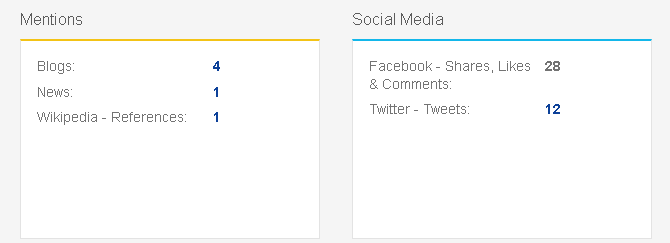 Mentions
Blogs: 4
News: 1
Wikipedia - References: 1
Social Media
Facebook - Shares, Likes 28
& Comments:
Twitter - Tweets: 12